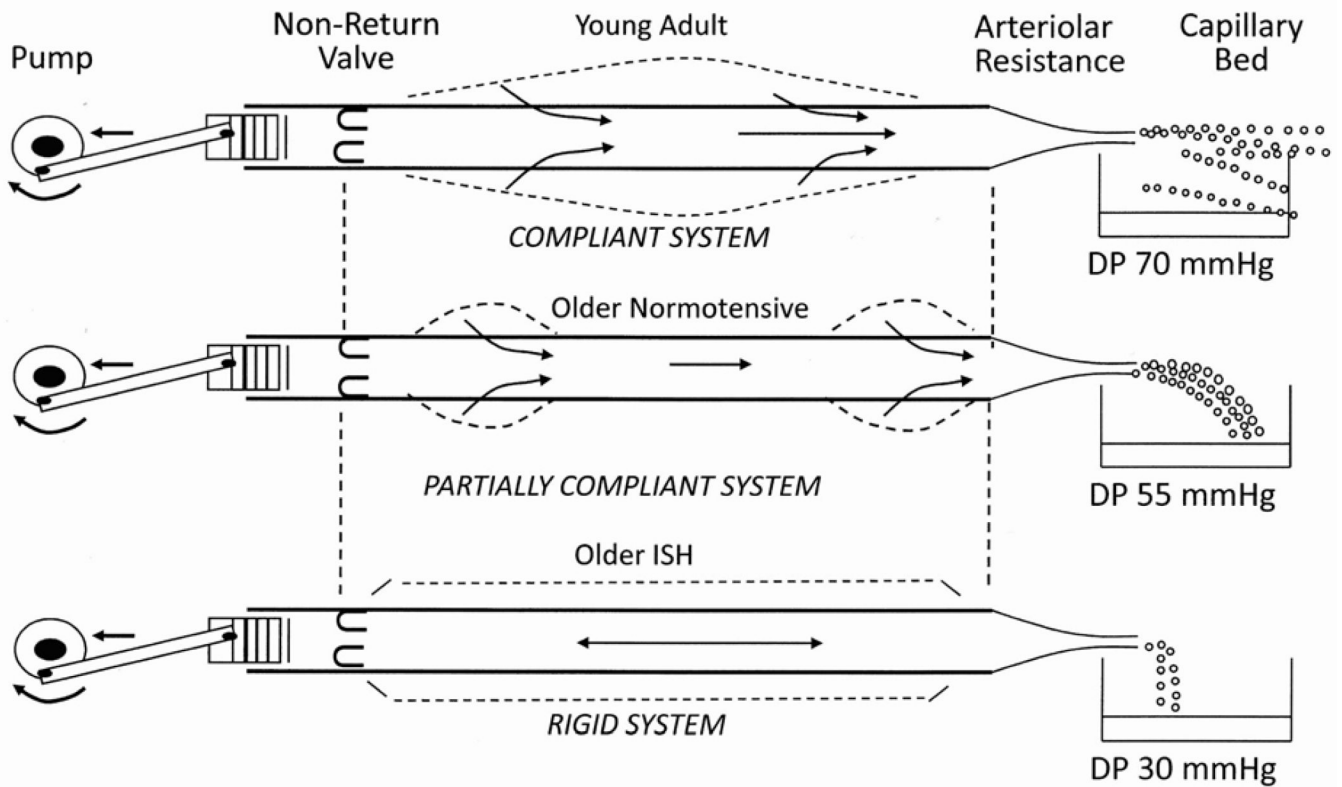 Pump
Non-Return
Valve
Young Adult
Arteriolar
Resistance
Capillary
Bed
COMPLIANT SYSTEM
DP 70 mmHg
Older Normotensive
PARTIALLY COMPLIANT SYSTEM
DP 55 mmHg
Older ISH
RIGID SYSTEM
DP 30 mmHg